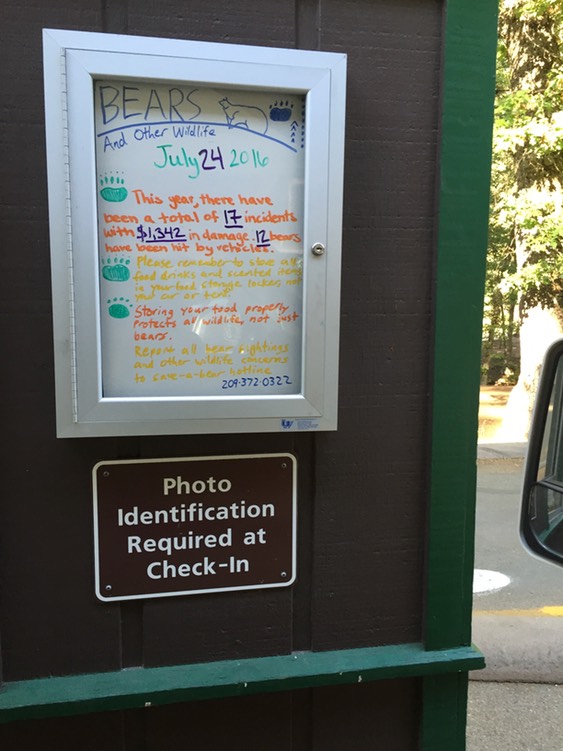 BEARS
And Other Wildlife
July 24 2016
This year, there have
been a total of 17 incidents
with $1,342 in damage. 12 bears
have been hit by vehicles.
Please remember to store all
food drinks and scented items
in your food storage lockers, not
your car or tent.
Storing your food properly
protects all wildlife, not just
bears.
Report all bear sightings
and other wildlife concerns
to save-a-bear hotline
209-372-0322
Photo
Identification
Required at
Check-In